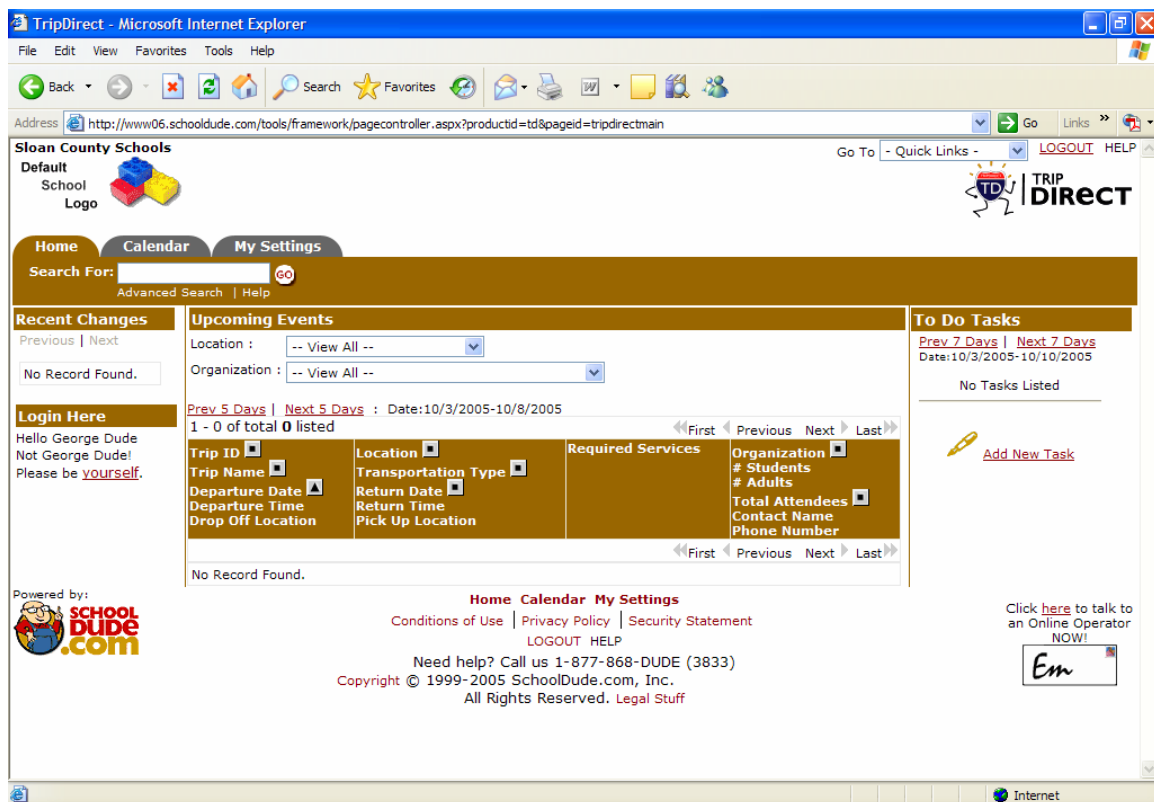 TripDirect - Microsoft Internet Explorer
File Edit View Favorites Tools Help
Back Search Favorites
Address http://www06.schooldude.com/tools/framework/pagecontroller.aspx?productid=td&pageid=tripdirectmain Go Links »
Sloan County Schools
Go To - Quick Links - LOGOUT HELP
Default
School
Logo
TD TRIP
DIRECT
Home Calendar My Settings
Search For: GO
Advanced Search | Help
Recent Changes
Previous | Next
No Record Found.
Login Here
Hello George Dude
Not George Dude!
Please be yourself.
Upcoming Events
Location : -- View All --
Organization : -- View All --
Prev 5 Days | Next 5 Days : Date:10/3/2005-10/8/2005
1 - 0 of total 0 listed First Previous Next Last
Trip ID
Trip Name
Departure Date
Departure Time
Drop Off Location
Location
Transportation Type
Return Date
Return Time
Pick Up Location
Required Services
Organization
# Students
# Adults
Total Attendees
Contact Name
Phone Number
First Previous Next Last
No Record Found.
To Do Tasks
Prev 7 Days | Next 7 Days
Date:10/3/2005-10/10/2005
No Tasks Listed
Add New Task
Powered by:
SCHOOL
DUDE
.com
Home Calendar My Settings
Conditions of Use | Privacy Policy | Security Statement
LOGOUT HELP
Need help? Call us 1-877-868-DUDE (3833)
Copyright © 1999-2005 SchoolDude.com, Inc.
All Rights Reserved. Legal Stuff
Click here to talk to
an Online Operator
NOW!
Em
Internet